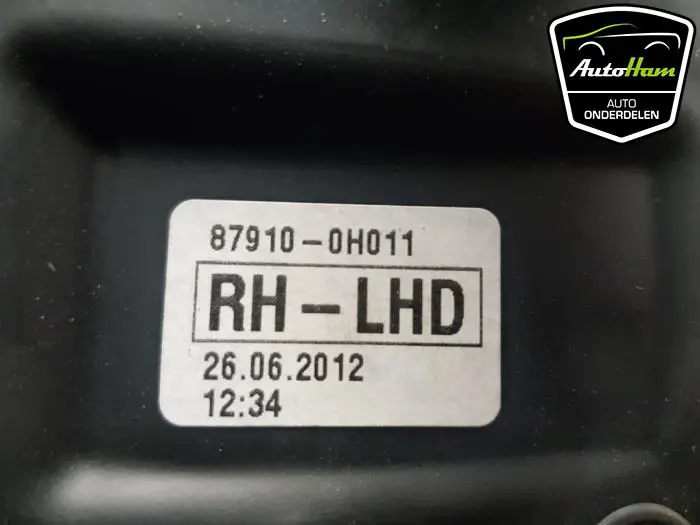 AutoHam
AUTO
ONDERDELEN
87910-0H011
RH-LHD
26.06.2012
12:34